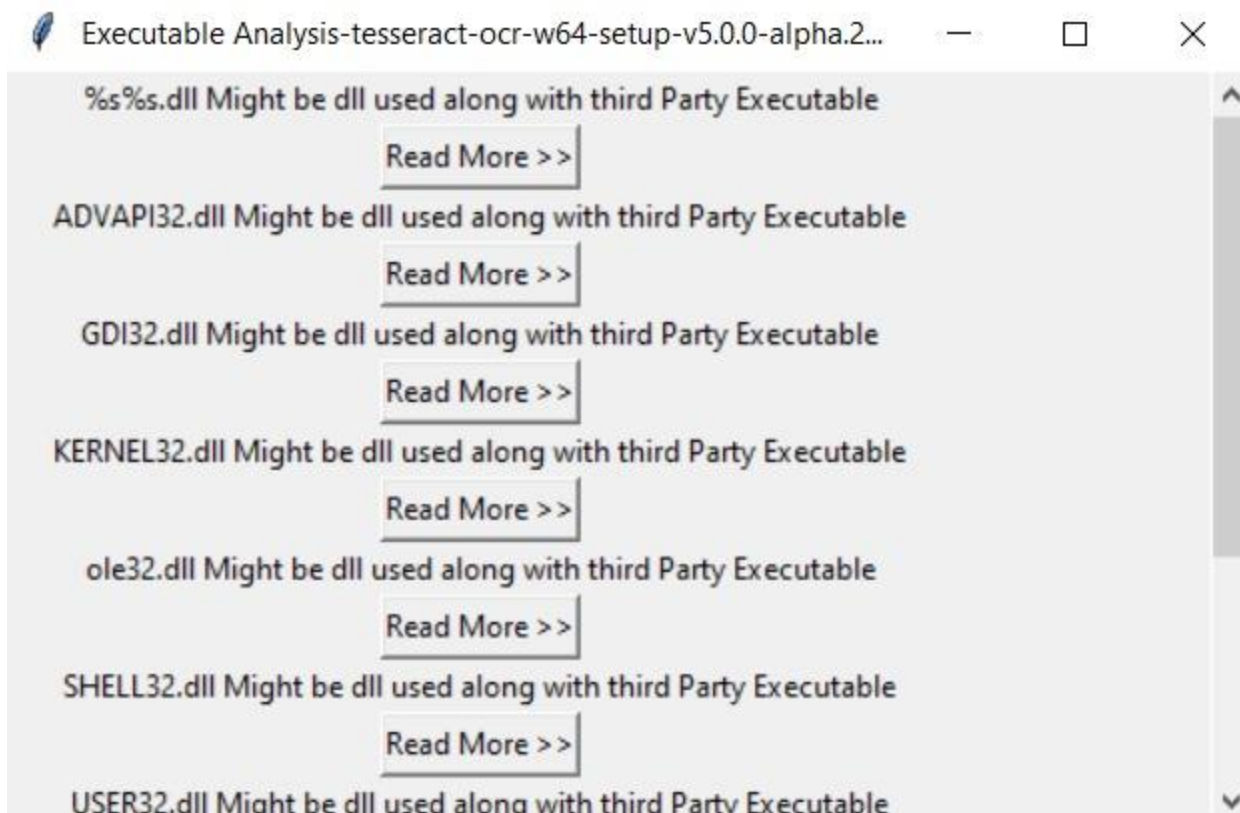 Executable Analysis-tesseract-ocr-w64-setup-v5.0.0-alpha.2...
%s%s.dll Might be dll used along with third Party Executable
Read More >>
ADVAPI32.dll Might be dll used along with third Party Executable
Read More >>
GDI32.dll Might be dll used along with third Party Executable
Read More >>
KERNEL32.dll Might be dll used along with third Party Executable
Read More >>
ole32.dll Might be dll used along with third Party Executable
Read More >>
SHELL32.dll Might be dll used along with third Party Executable
Read More >>
USER32.dll Might be dll used along with third Party Executable